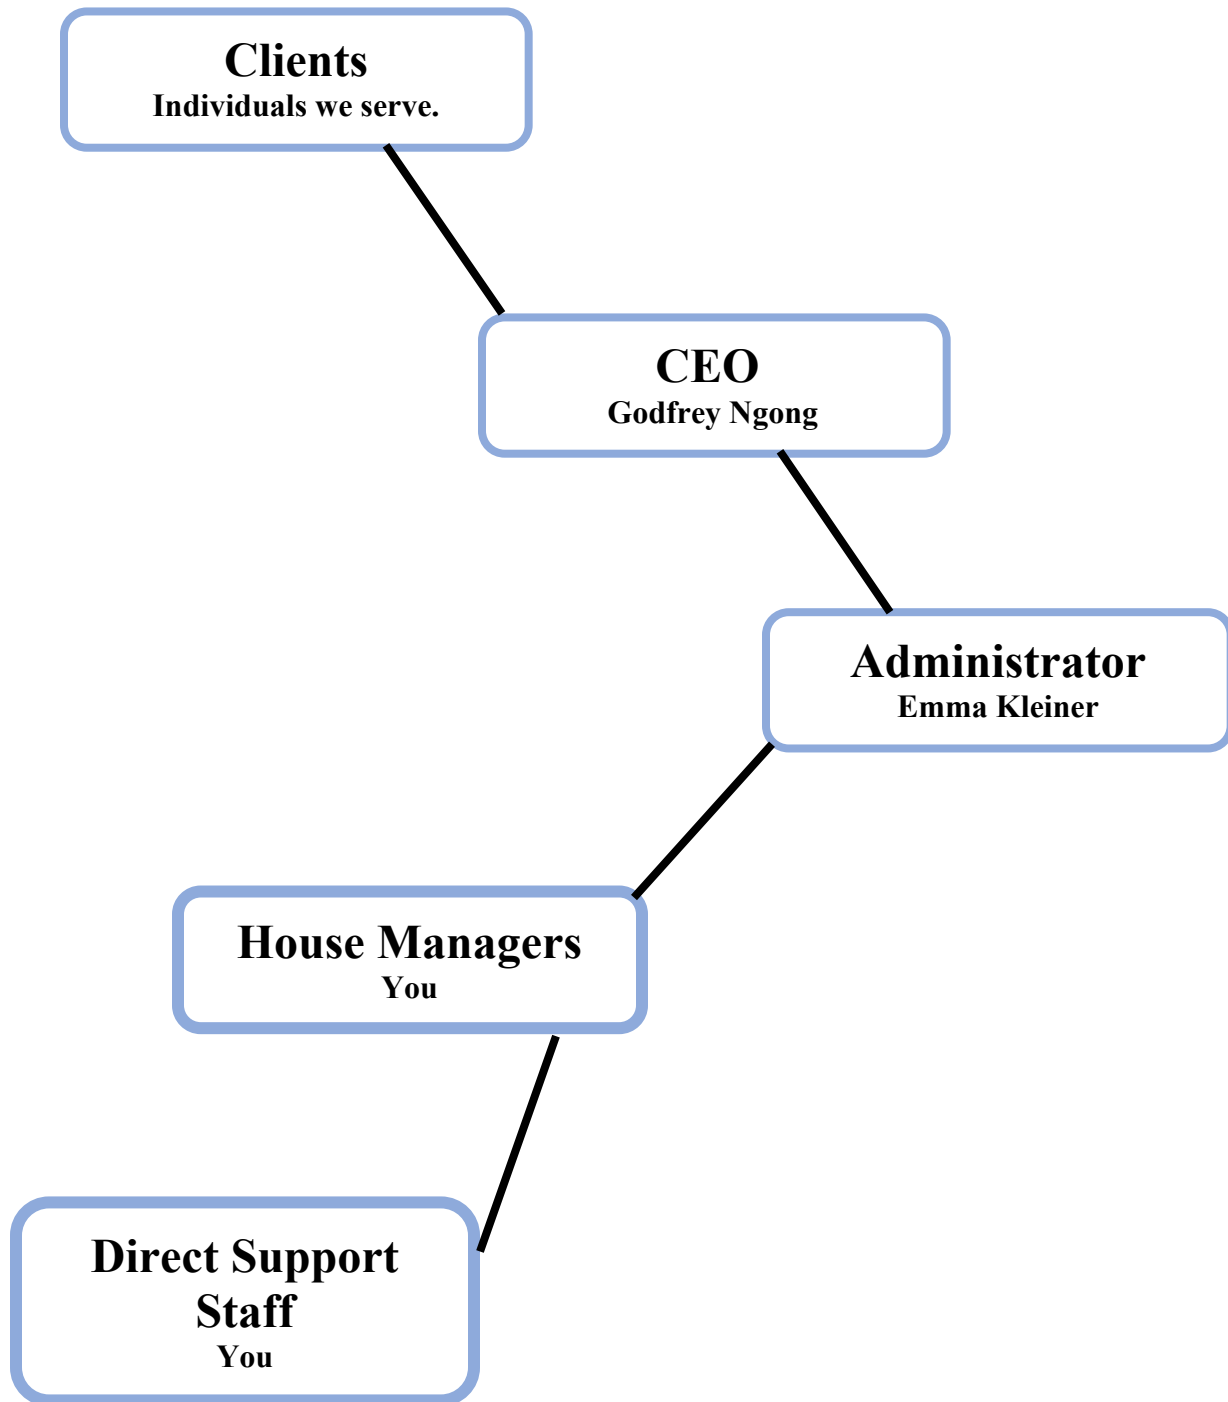 Clients
Individuals we serve.
CEO
Godfrey Ngong
Administrator
Emma Kleiner
House Managers
You
Direct Support
Staff
You